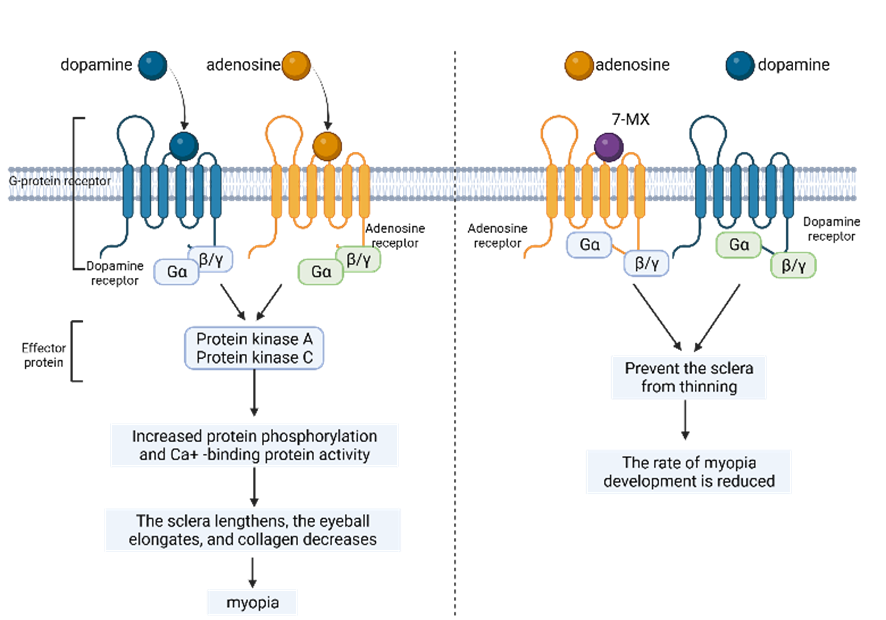 dopamine
adenosine
G-protein receptor
Dopamine
receptor
Gα
β/γ
Gα
β/γ
Adenosine
receptor
Effector
protein
Protein kinase A
Protein kinase C
Increased protein phosphorylation
and Ca+ -binding protein activity
The sclera lengthens, the eyeball
elongates, and collagen decreases
myopia
adenosine
dopamine
7-MX
Adenosine
receptor
Gα
β/γ
Gα
β/γ
Dopamine
receptor
Prevent the sclera
from thinning
The rate of myopia
development is reduced